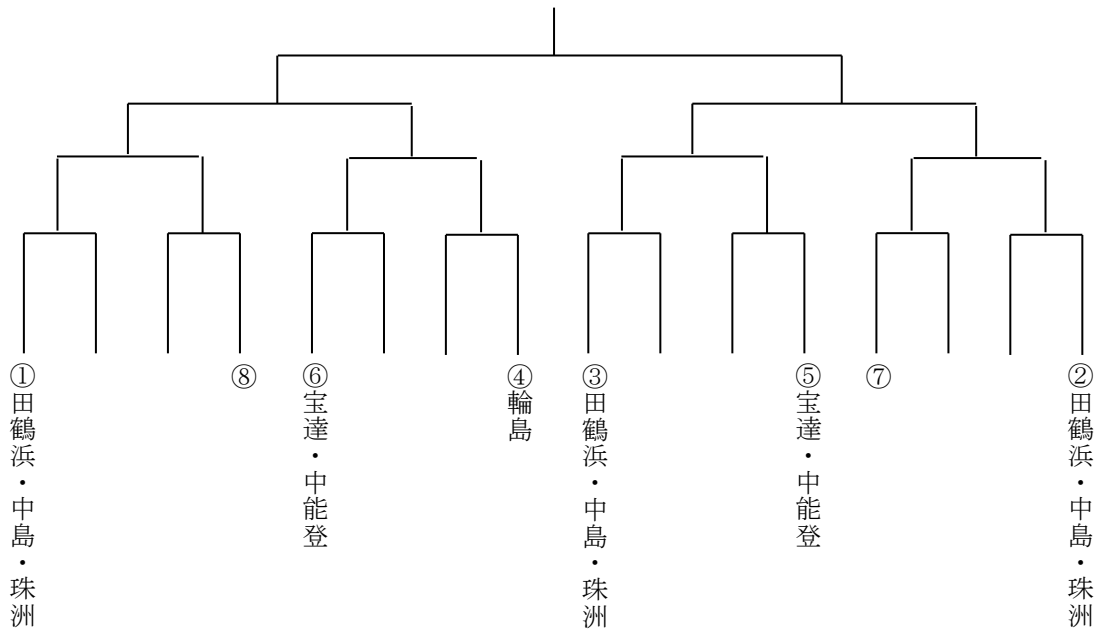 ①田鶴浜・中島・珠洲
⑧
⑥宝達・中能登
④輪島
③田鶴浜・中島・珠洲
⑤宝達・中能登
⑦
②田鶴浜・中島・珠洲